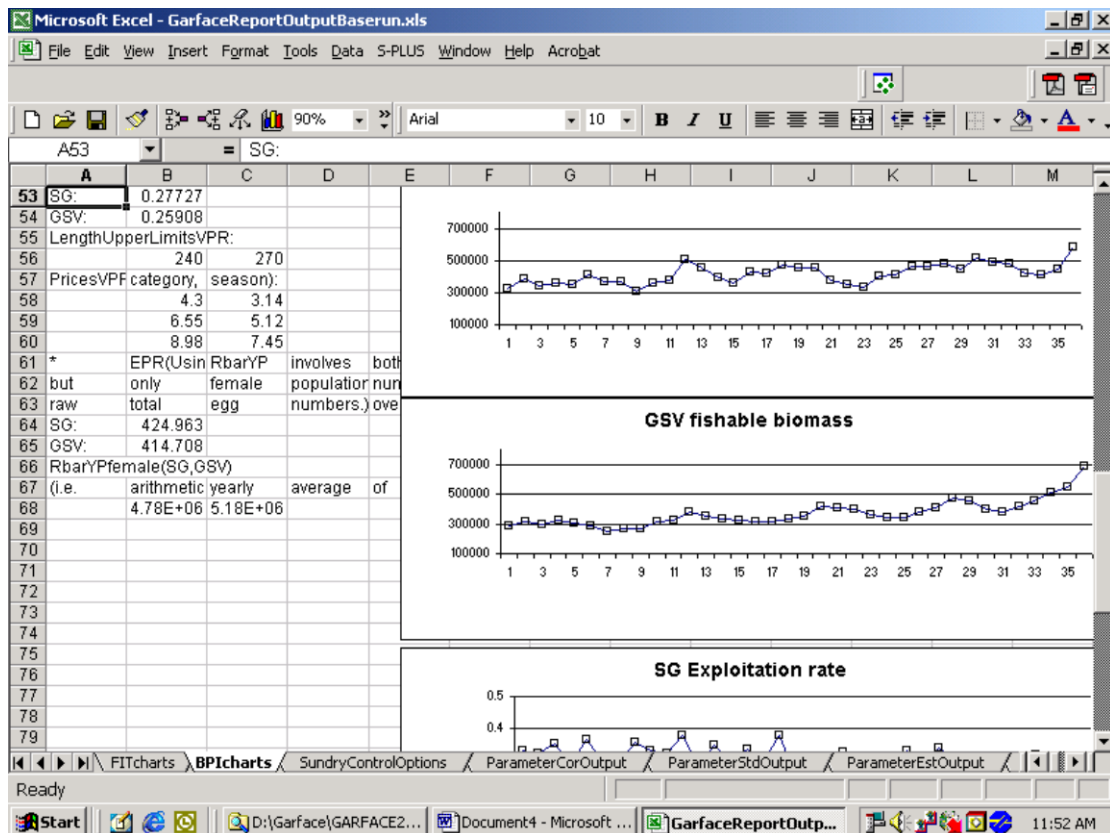 Microsoft Excel - GarfaceReportOutputBaserun.xls
File Edit View Insert Format Tools Data S-PLUS Window Help Acrobat
90% Arial 10 B I U A
A53 = SG:
A B C D E F G H I J K L M
53 SG: 0.27727
54 GSV: 0.25908
55 LengthUpperLimitsVPR:
56 240 270
57 PricesVPF category, season):
58 4.3 3.14
59 6.55 5.12
60 8.98 7.45
61 * EPR(Usin RbarYP involves both
62 but only female population num
63 raw total egg numbers.) ove
64 SG: 424.963
65 GSV: 414.708
66 RbarYPfemale(SG,GSV)
67 (i.e. arithmetic yearly average of
68 4.78E+06 5.18E+06
69
70
71
72
73
74
75
76
77
78
79
700000
500000
300000
100000
1 3 5 7 9 11 13 15 17 19 21 23 25 27 29 31 33 35
GSV fishable biomass
700000
500000
300000
100000
1 3 5 7 9 11 13 15 17 19 21 23 25 27 29 31 33 35
SG Exploitation rate
0.5
0.4
FITcharts BPIcharts SundryControlOptions ParameterCorOutput ParameterStdOutput ParameterEstOutput
Ready
Start D:\Garface\GARFACE2... Document4 - Microsoft ... GarfaceReportOutp... 11:52 AM